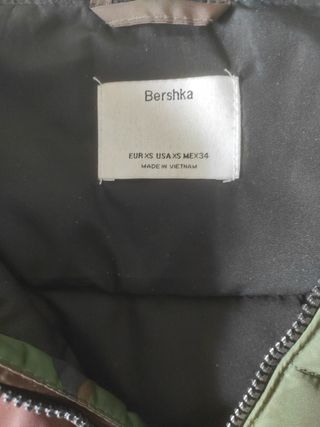 Bershka
EUR XS USA XS MEX 34
MADE IN VIETNAM